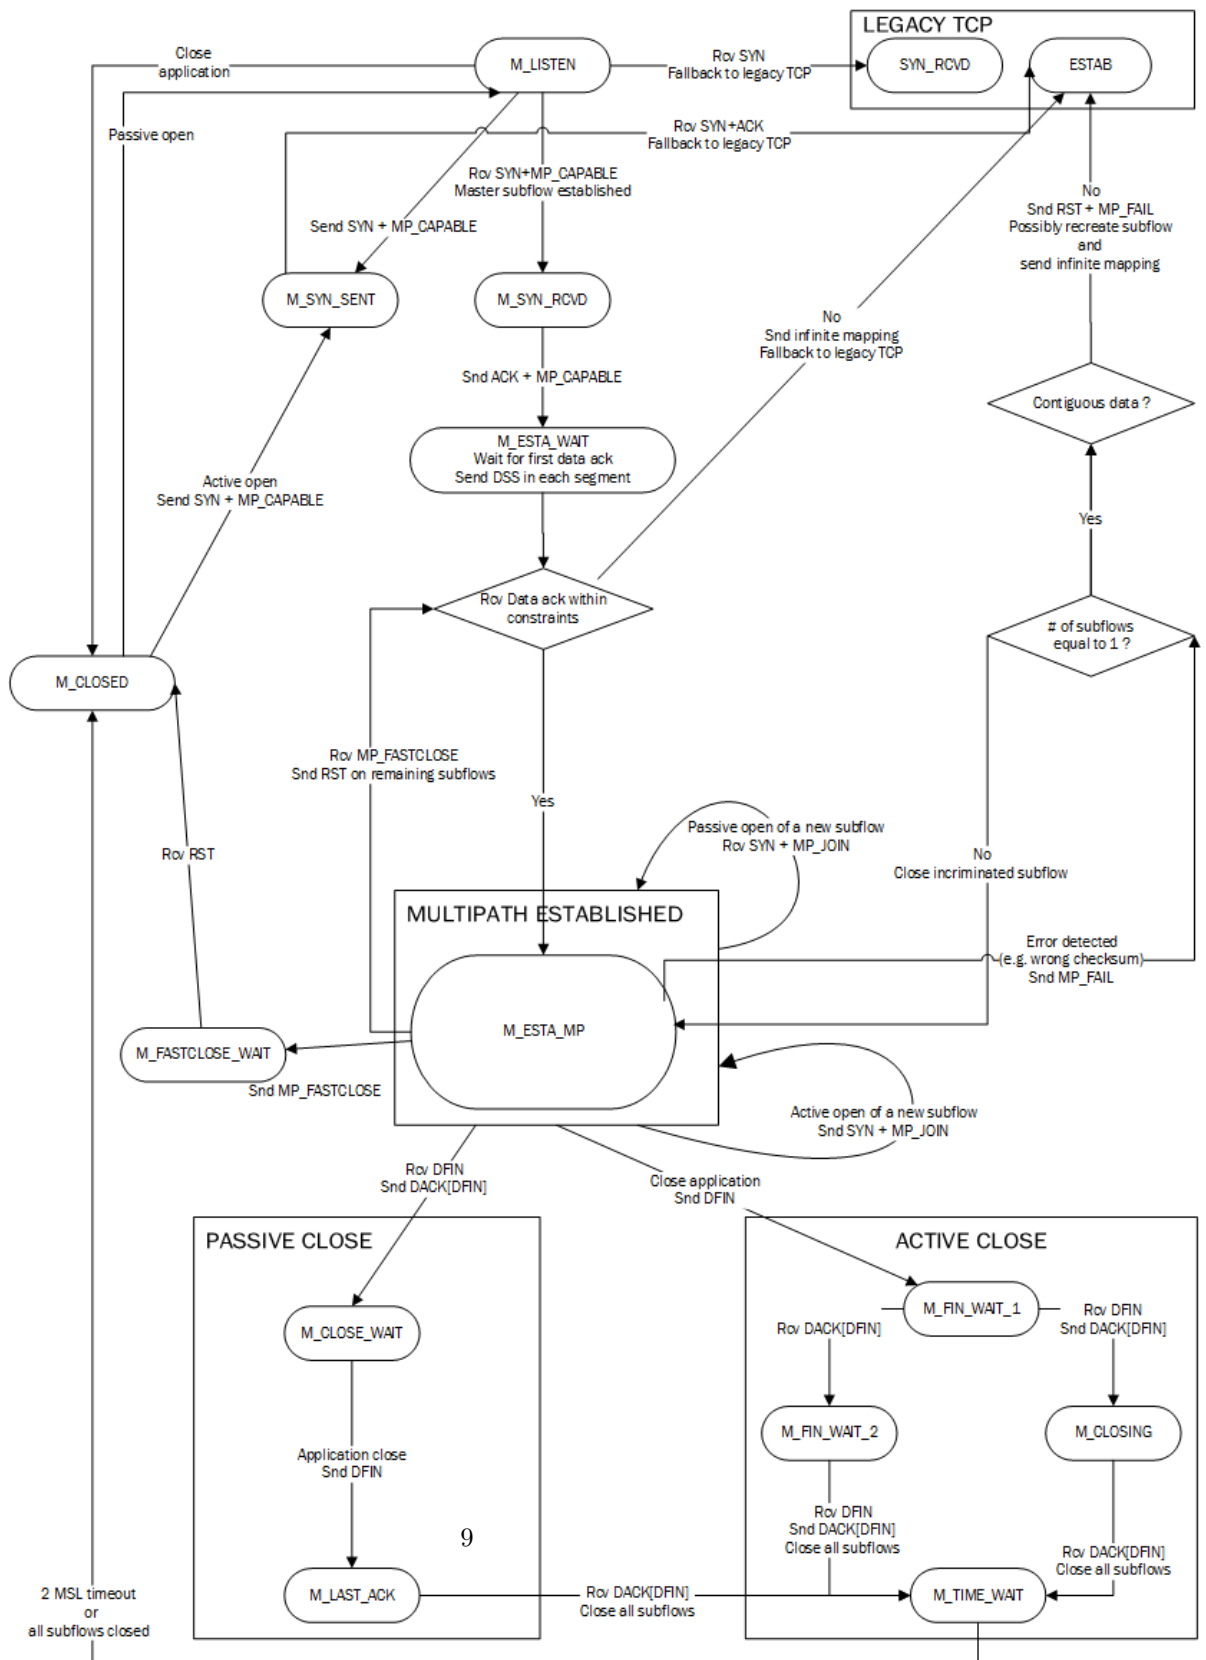 LEGACY TCP
Close
application
M_LISTEN
Rcv SYN
Fallback to legacy TCP
SYN_RCVD
ESTAB
Passive open
Rcv SYN+ACK
Fallback to legacy TCP
Rcv SYN+MP_CAPABLE
Master subflow established
No
Snd RST + MP_FAIL
Possibly recreate subflow
and
send infinite mapping
Send SYN + MP_CAPABLE
M_SYN_SENT
M_SYN_RCVD
No
Snd infinite mapping
Fallback to legacy TCP
Snd ACK + MP_CAPABLE
Contiguous data ?
M_ESTA_WAIT
Wait for first data ack
Send DSS in each segment
Active open
Send SYN + MP_CAPABLE
Yes
Rcv Data ack within
constraints
# of subflows
equal to 1 ?
M_CLOSED
Rcv MP_FASTCLOSE
Snd RST on remaining subflows
Yes
Passive open of a new subflow
Rcv SYN + MP_JOIN
Rcv RST
No
Close incriminated subflow
MULTIPATH ESTABLISHED
Error detected
(e.g. wrong checksum)
Snd MP_FAIL
M_ESTA_MP
M_FASTCLOSE_WAIT
Snd MP_FASTCLOSE
Active open of a new subflow
Snd SYN + MP_JOIN
Rcv DFIN
Snd DACK[DFIN]
Close application
Snd DFIN
PASSIVE CLOSE
ACTIVE CLOSE
M_FIN_WAIT_1
M_CLOSE_WAIT
Rcv DACK[DFIN]
Rcv DFIN
Snd DACK[DFIN]
M_FIN_WAIT_2
M_CLOSING
Application close
Snd DFIN
Rcv DFIN
Snd DACK[DFIN]
Close all subflows
9
Rcv DACK[DFIN]
Close all subflows
2 MSL timeout
or
all subflows closed
M_LAST_ACK
Rcv DACK[DFIN]
Close all subflows
M_TIME_WAIT